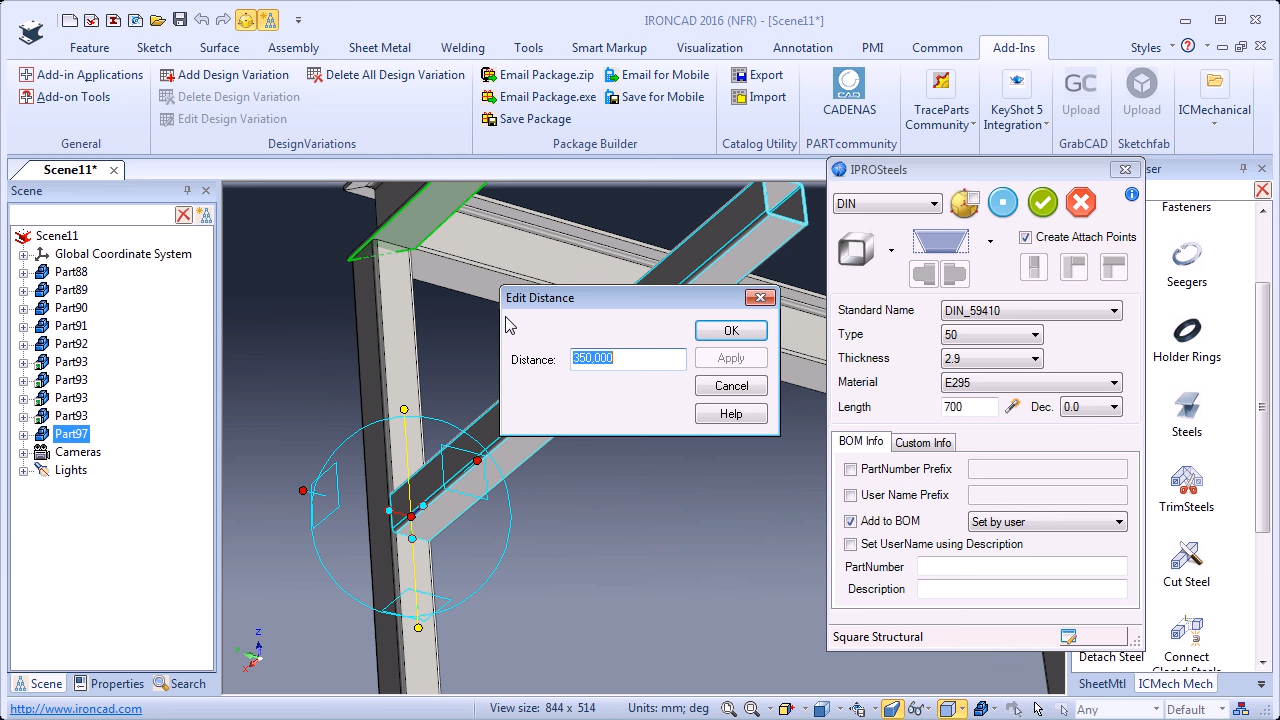 IRONCAD 2016 (NFR) - [Scene11*]
Feature Sketch Surface Assembly Sheet Metal Welding Tools Smart Markup Visualization Annotation PMI Common Add-Ins Styles
Add-in Applications
Add-on Tools
General
Add Design Variation Delete All Design Variation
Delete Design Variation
Edit Design Variation
DesignVariations
Email Package.zip Email for Mobile
Email Package.exe Save for Mobile
Save Package
Package Builder
Export
Import
Catalog Utility
CADENAS
PARTcommunity
TraceParts
Community
KeyShot 5
Integration
GC
Upload
GrabCAD
Upload
Sketchfab
ICMechanical
Scene11*
Scene
Scene11
Global Coordinate System
Part88
Part89
Part90
Part91
Part92
Part93
Part93
Part93
Part97
Cameras
Lights
Scene Properties Search
z
Edit Distance
Distance: 350,000
OK
Apply
Cancel
Help
IPROSteels
DIN
Create Attach Points
Standard Name DIN_59410
Type 50
Thickness 2.9
Material E295
Length 700 Dec. 0.0
BOM Info Custom Info
PartNumber Prefix
User Name Prefix
Add to BOM Set by user
Set UserName using Description
PartNumber
Description
Square Structural
ser
Fasteners
Seegers
Holder Rings
Steels
TrimSteels
Cut Steel
Connect
Detach Steel
SheetMtl ICMech Mech
http://www.ironcad.com View size: 844 x 514 Units: mm; deg Any Default